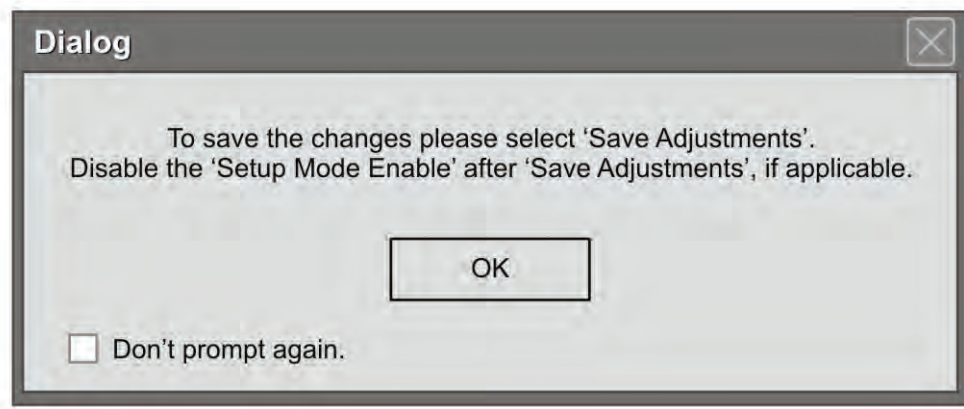 Dialog
To save the changes please select ‘Save Adjustments’.
Disable the ‘Setup Mode Enable’ after ‘Save Adjustments’, if applicable.
OK
Don’t prompt again.